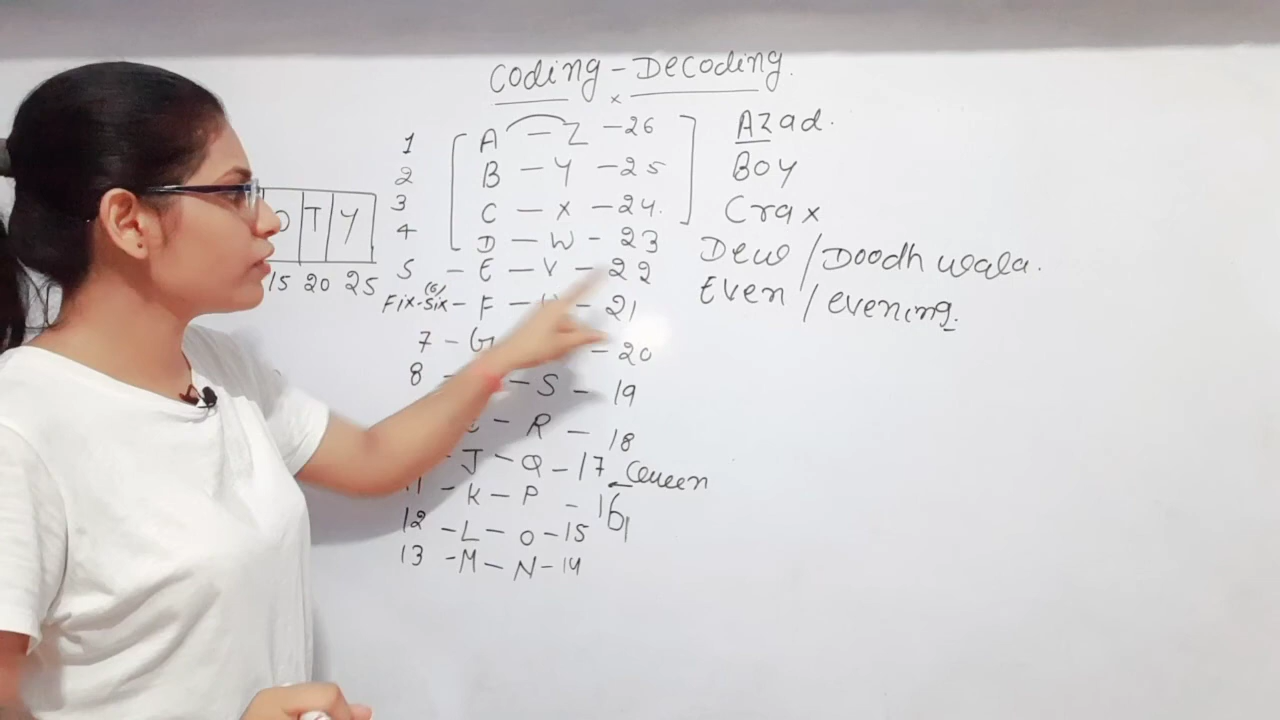 Coding - Decoding.
x
1 A - Z - 26 Azad.
2 B - Y - 25 Boy
3 C - X - 24. Crax
4 D - W - 23 Dew / Doodh wala.
5 - E - V - 22 Even / evening.
(6)
Fix-Six - F - - 21
T Y
15 20 25
7 - G - 20
8 - S - 19
- R - 18
- J - Q - 17
- K - P - 16
12 - L - O - 15
13 - M - N - 14